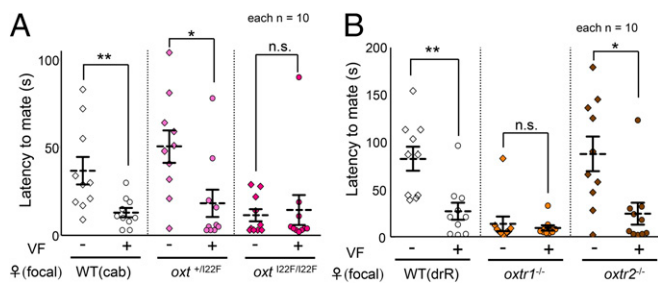 A
each n = 10
Latency to mate (s)
100
50
0
**
*
n.s.
VF - + - + - +
♀(focal) WT(cab) oxt +/I22F oxt I22F/I22F
B
each n = 10
Latency to mate (s)
200
150
100
50
0
**
n.s.
*
VF - + - + - +
♀(focal) WT(drR) oxtr1-/- oxtr2-/-